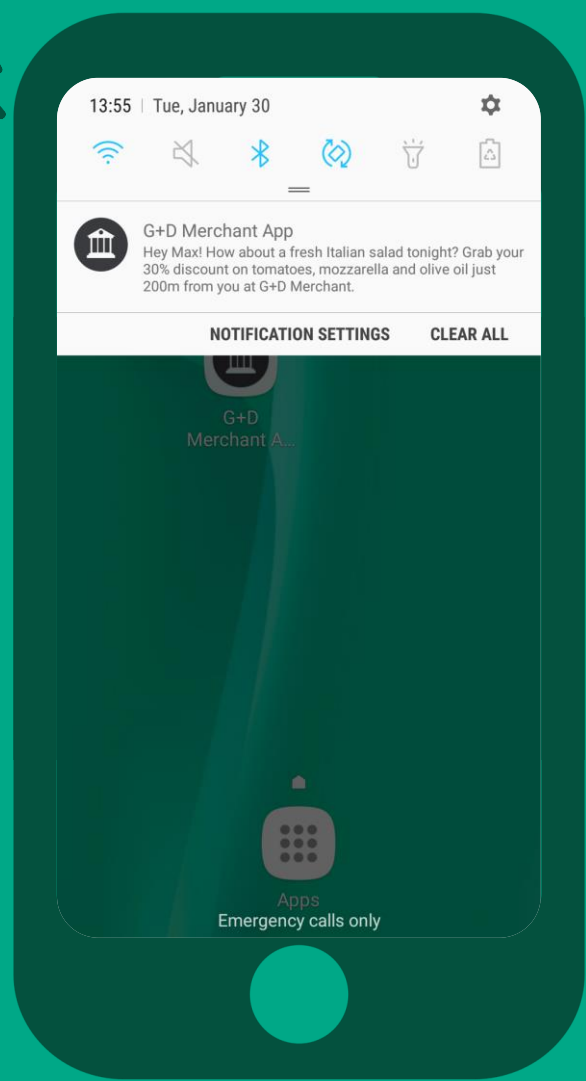 13:55 | Tue, January 30
G+D Merchant App
Hey Max! How about a fresh Italian salad tonight? Grab your
30% discount on tomatoes, mozzarella and olive oil just
200m from you at G+D Merchant.
NOTIFICATION SETTINGS CLEAR ALL
G+D
Merchant A...
Apps
Emergency calls only